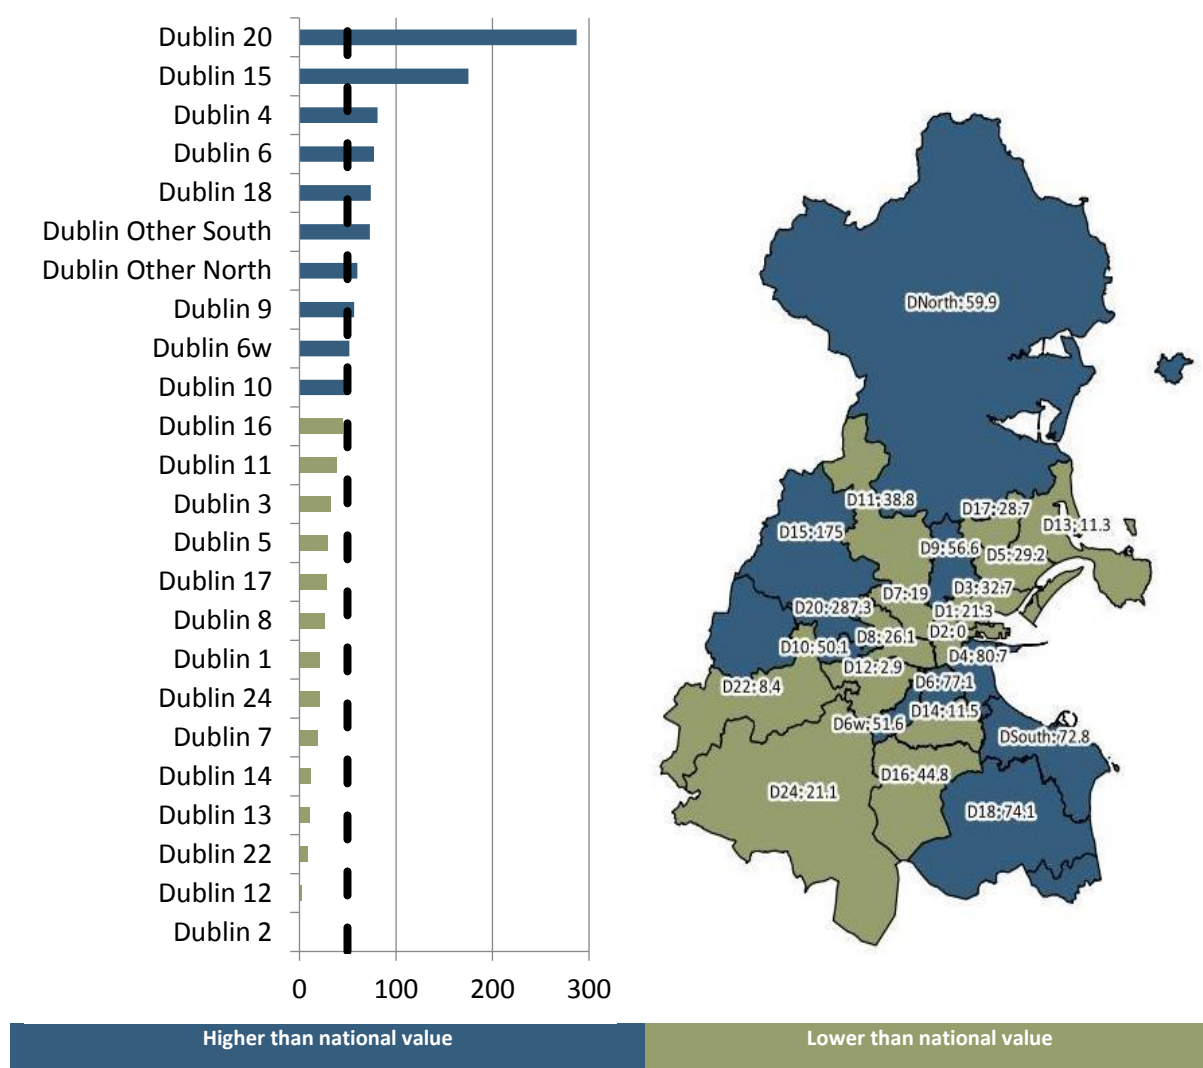 Dublin 20
Dublin 15
Dublin 4
Dublin 6
Dublin 18
Dublin Other South
Dublin Other North
Dublin 9
Dublin 6w
Dublin 10
Dublin 16
Dublin 11
Dublin 3
Dublin 5
Dublin 17
Dublin 8
Dublin 1
Dublin 24
Dublin 7
Dublin 14
Dublin 13
Dublin 22
Dublin 12
Dublin 2
0 100 200 300
DNorth: 59.9
D11: 38.8
D17: 28.7
D13: 11.3
D15: 175
D9: 56.6
D5: 29.2
D7: 19
D3: 32.7
D20: 287.3
D1: 21.3
D8: 26.1
D2: 0
D10: 50.1
D4: 80.7
D12: 2.9
D22: 8.4
D6: 77.1
D14: 11.5
D6w: 51.6
DSouth: 72.8
D16: 44.8
D24: 21.1
D18: 74.1
Higher than national value
Lower than national value